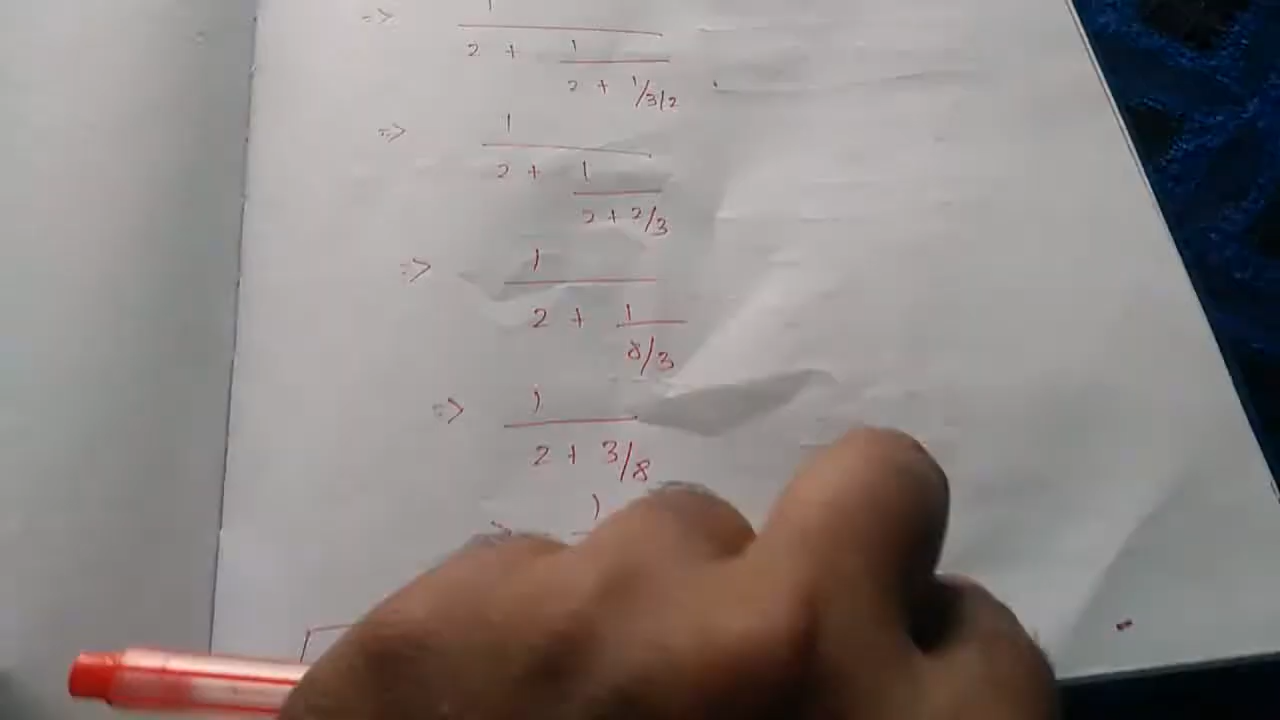 => 1
2 + 1
2 + 1/3/2
=> 1
2 + 1
2 + 2/3
=> 1
2 + 1
8/3
=> 1
2 + 3/8
=> 1